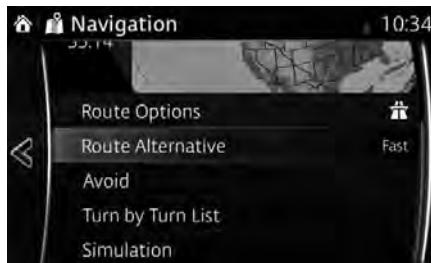 Navigation 10:34
Route Options
Route Alternative Fast
Avoid
Turn by Turn List
Simulation